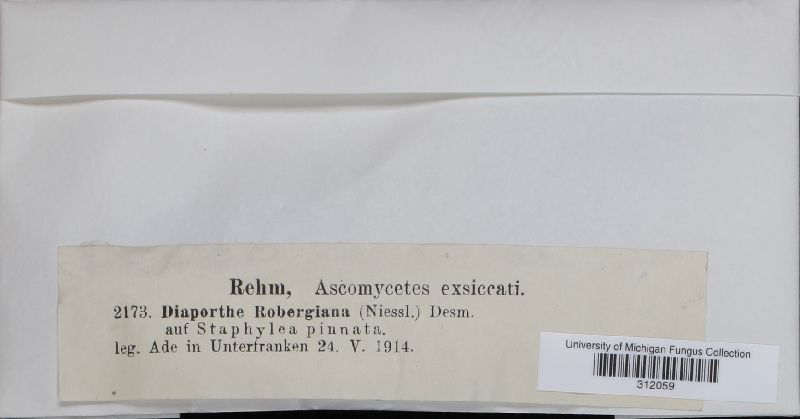 Rehm, Ascomycetes exsiccati.
2173. Diaporthe Robergiana (Niessl.) Desm.
auf Staphylea pinnata.
leg. Ade in Unterfranken 24. V. 1914.
University of Michigan Fungus Collection
312059